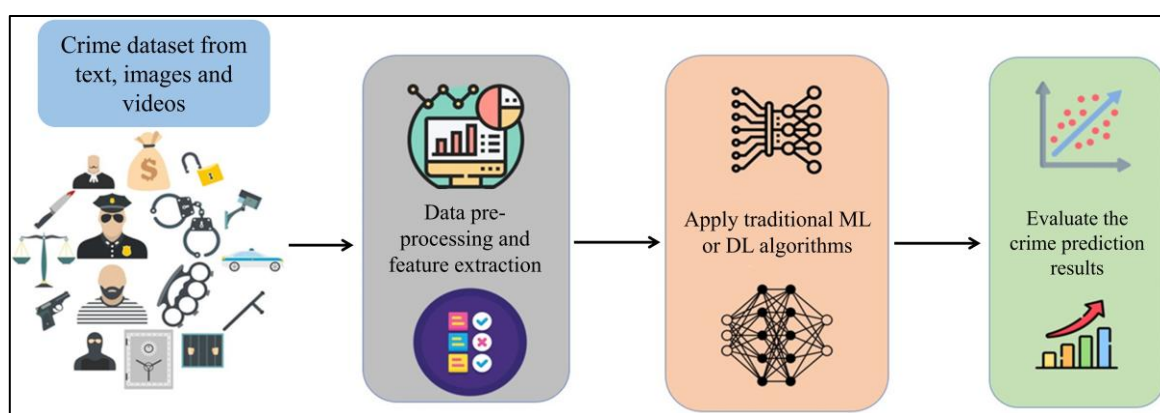 Crime dataset from
text, images and
videos
Data pre-
processing and
feature extraction
Apply traditional ML
or DL algorithms
Evaluate the
crime prediction
results